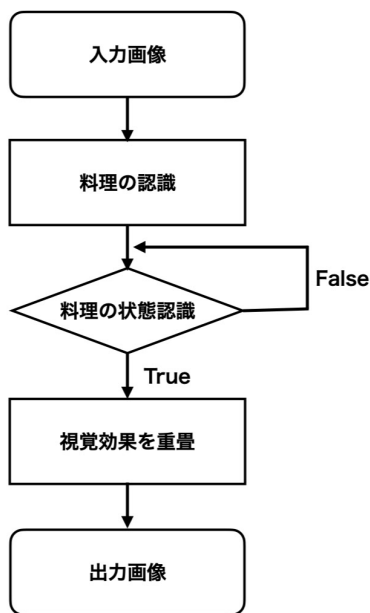 入力画像
料理の認識
False
料理の状態認識
True
視覚効果を重畳
出力画像